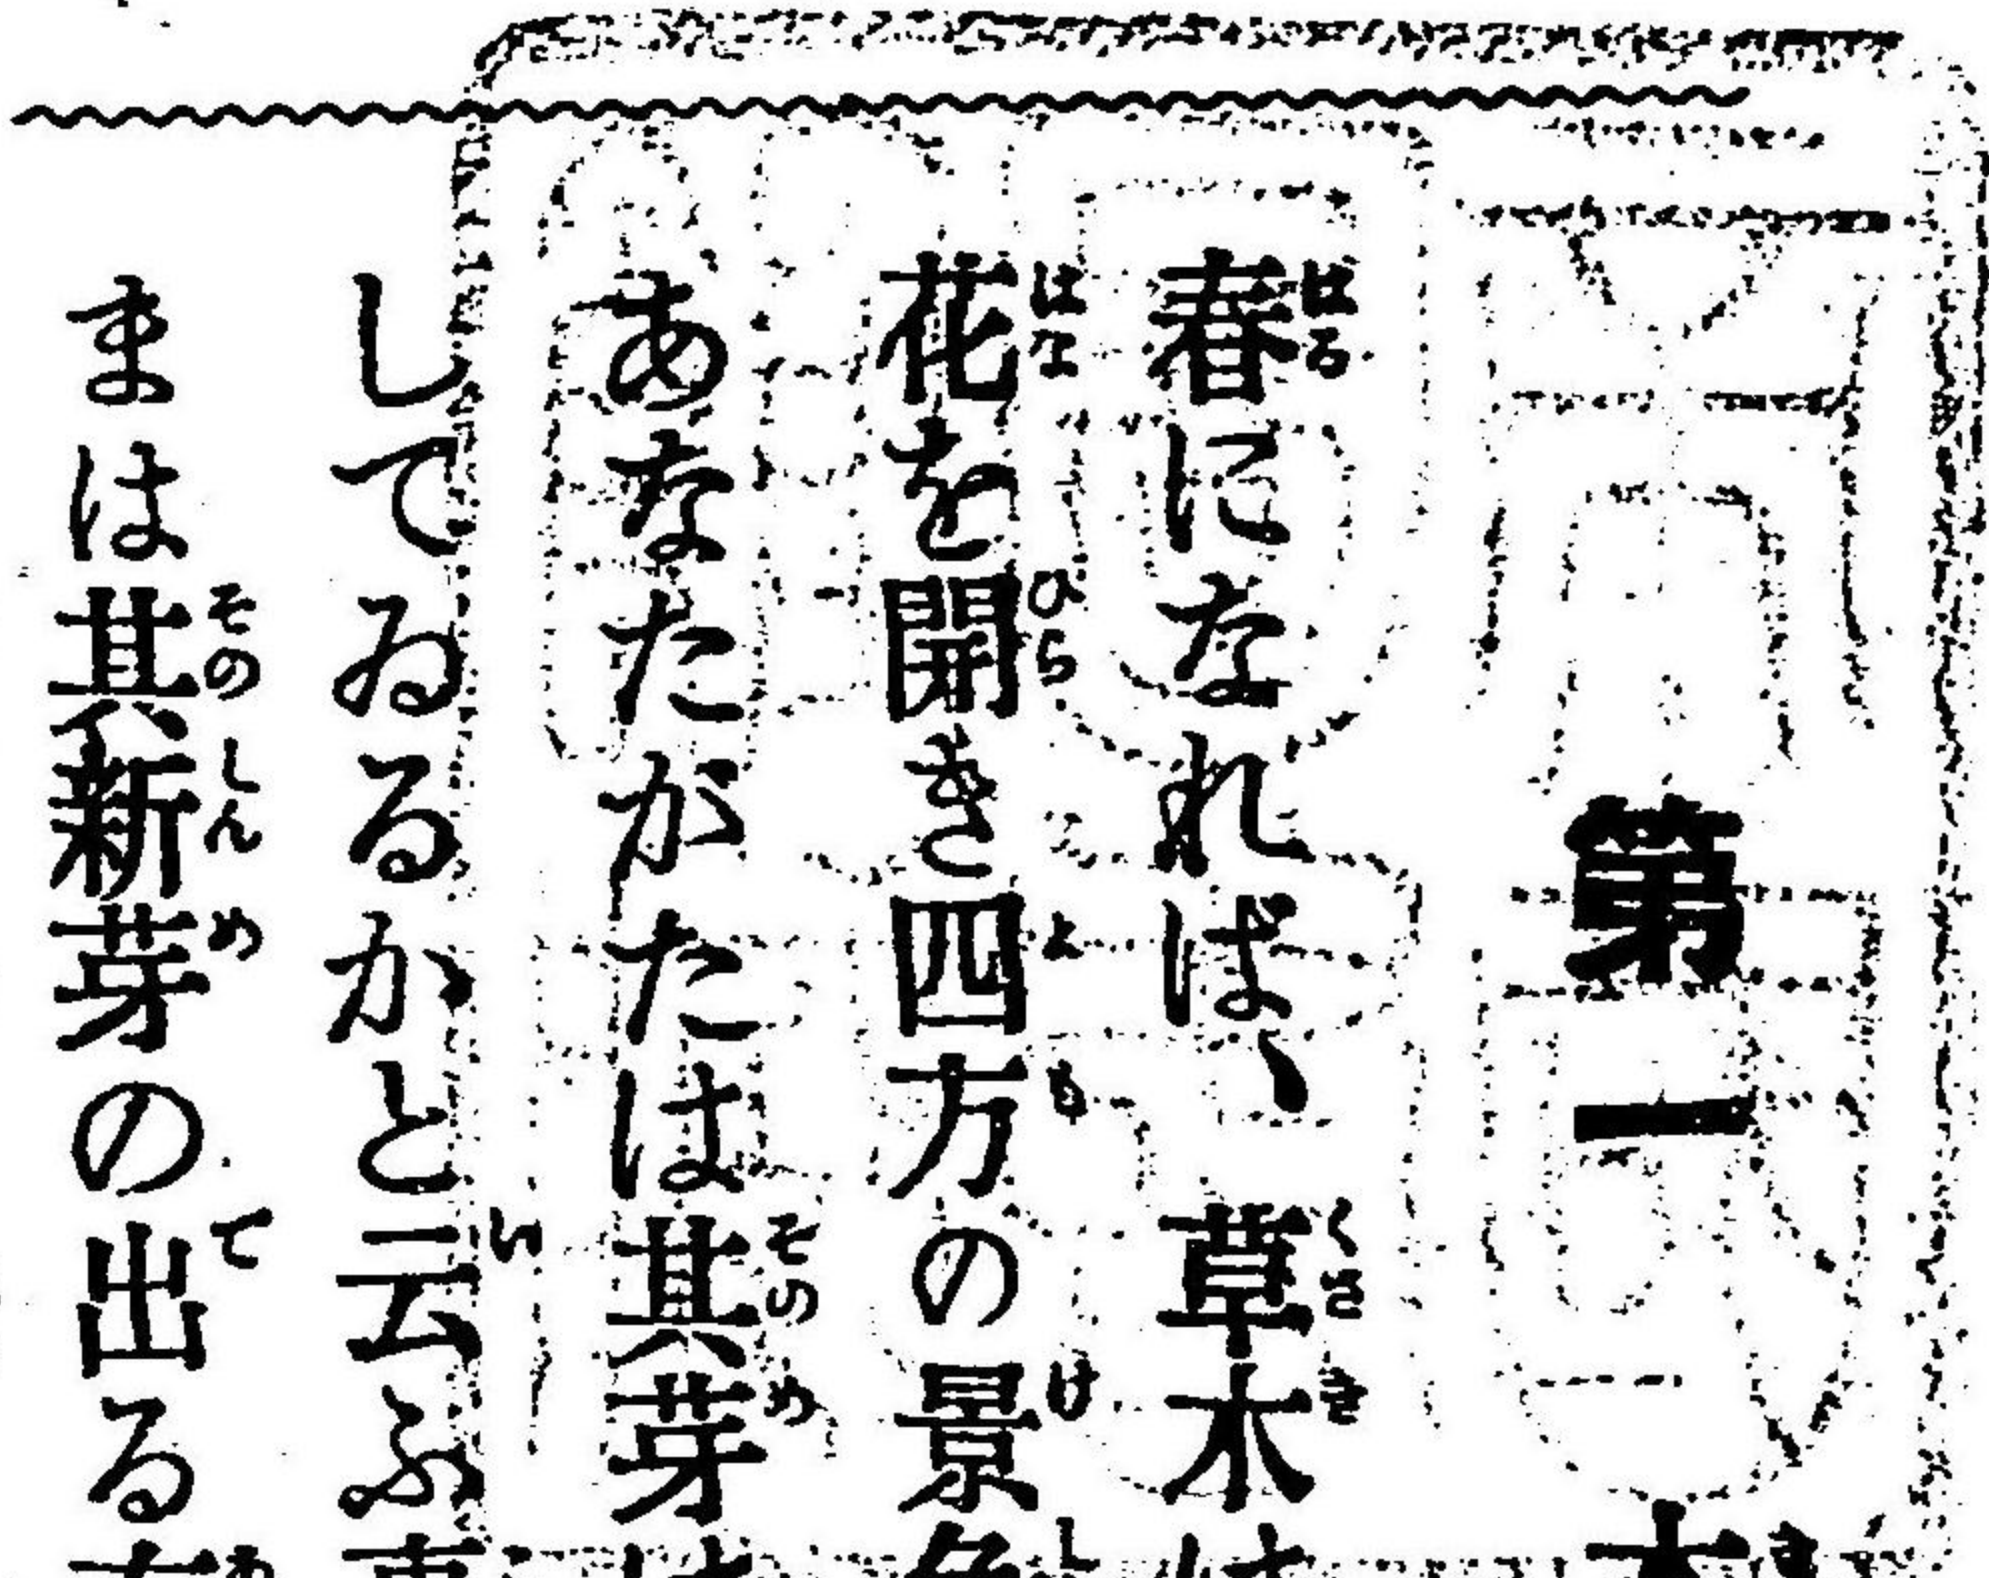 第一
春になれば、草木
花を開き四方の景色
あなたがたは其芽は
してゐるかと云ふ
まは其新芽の出る